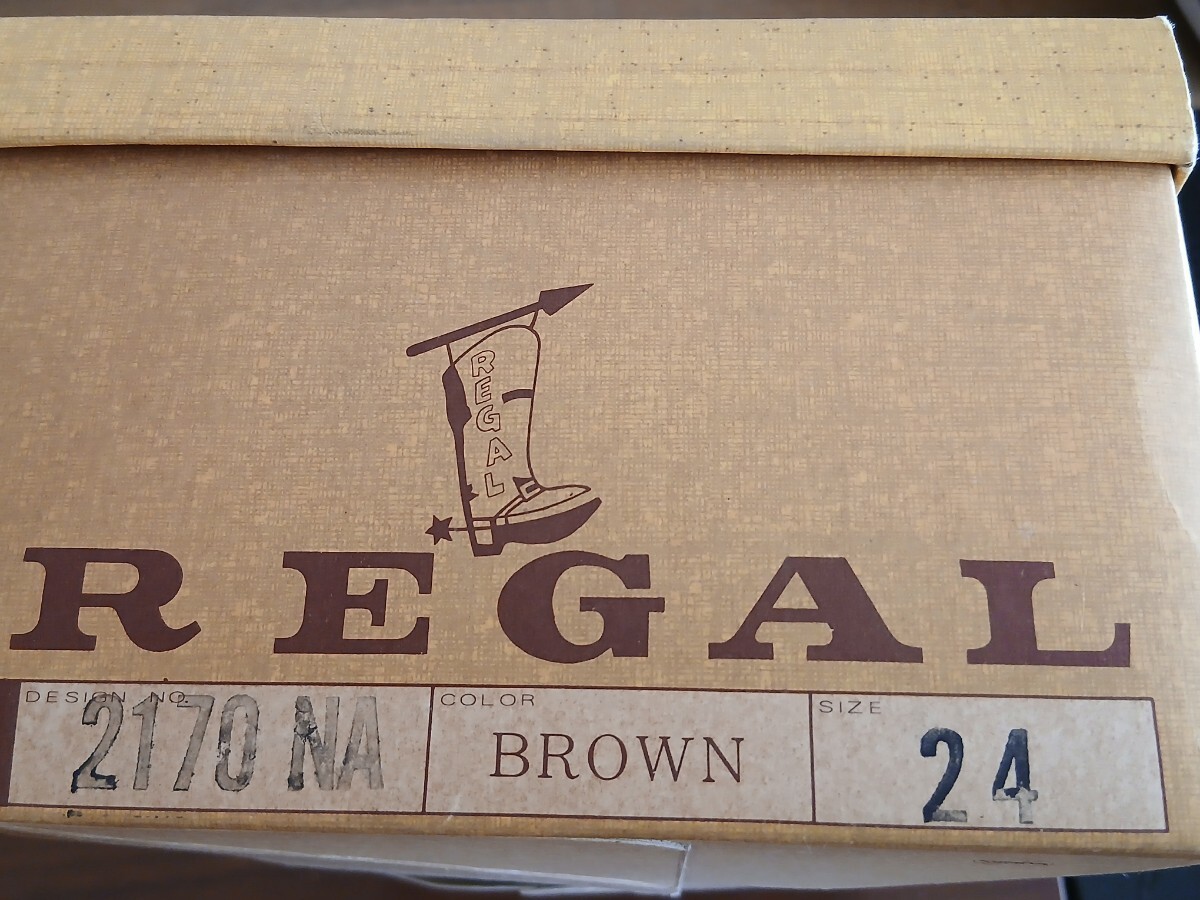 REGAL
REGAL
DESIGN NO. COLOR SIZE
2170 NA BROWN 24